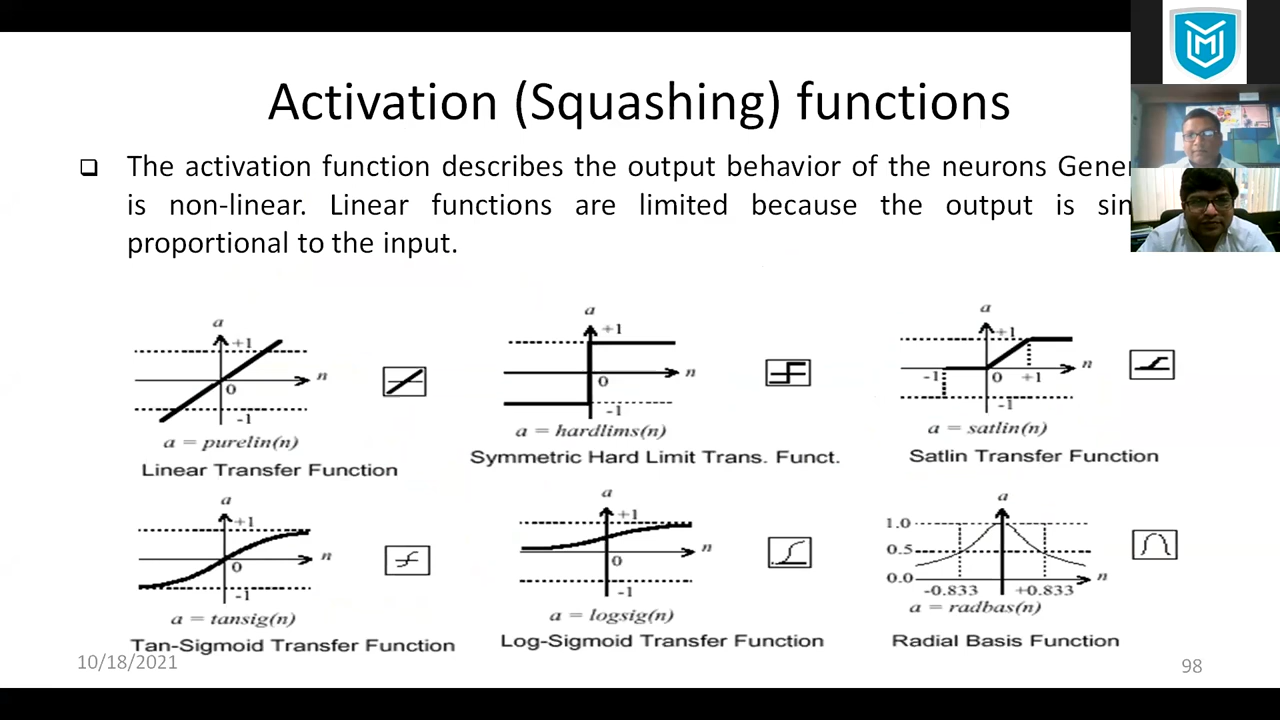 Activation (Squashing) functions
❑ The activation function describes the output behavior of the neurons
is non-linear. Linear functions are limited because the output is
proportional to the input.
a
+1
n
0
-1
a = purelin(n)
Linear Transfer Function
a
+1
n
0
-1
a = hardlims(n)
Symmetric Hard Limit Trans. Funct.
a
+1
n
-1 0 +1
-1
a = satlin(n)
Satlin Transfer Function
a
+1
n
0
-1
a = tansig(n)
Tan-Sigmoid Transfer Function
a
+1
n
0
-1
a = logsig(n)
Log-Sigmoid Transfer Function
a
1.0
0.5
0.0
n
-0.833 +0.833
a = radbas(n)
Radial Basis Function
10/18/2021
98